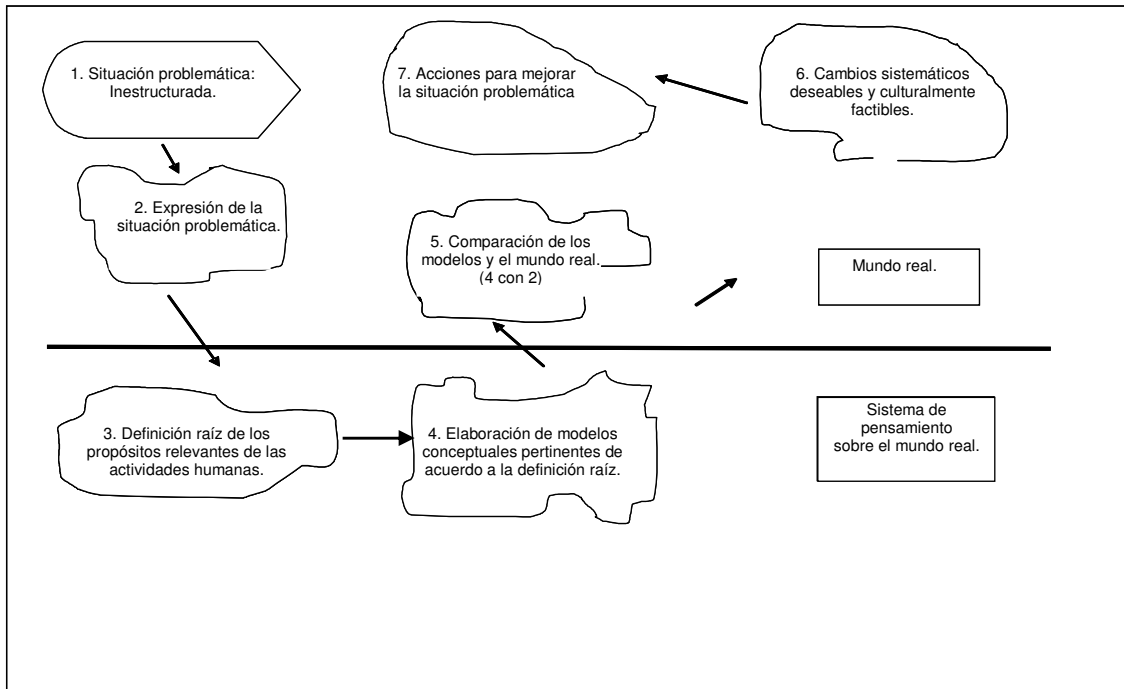 1. Situación problemática:
Inestructurada.
7. Acciones para mejorar
la situación problemática
6. Cambios sistemáticos
deseables y culturalmente
factibles.
2. Expresión de la
situación problemática.
5. Comparación de los
modelos y el mundo real.
(4 con 2)
Mundo real.
3. Definición raíz de los
propósitos relevantes de las
actividades humanas.
4. Elaboración de modelos
conceptuales pertinentes de
acuerdo a la definición raíz.
Sistema de
pensamiento
sobre el mundo real.